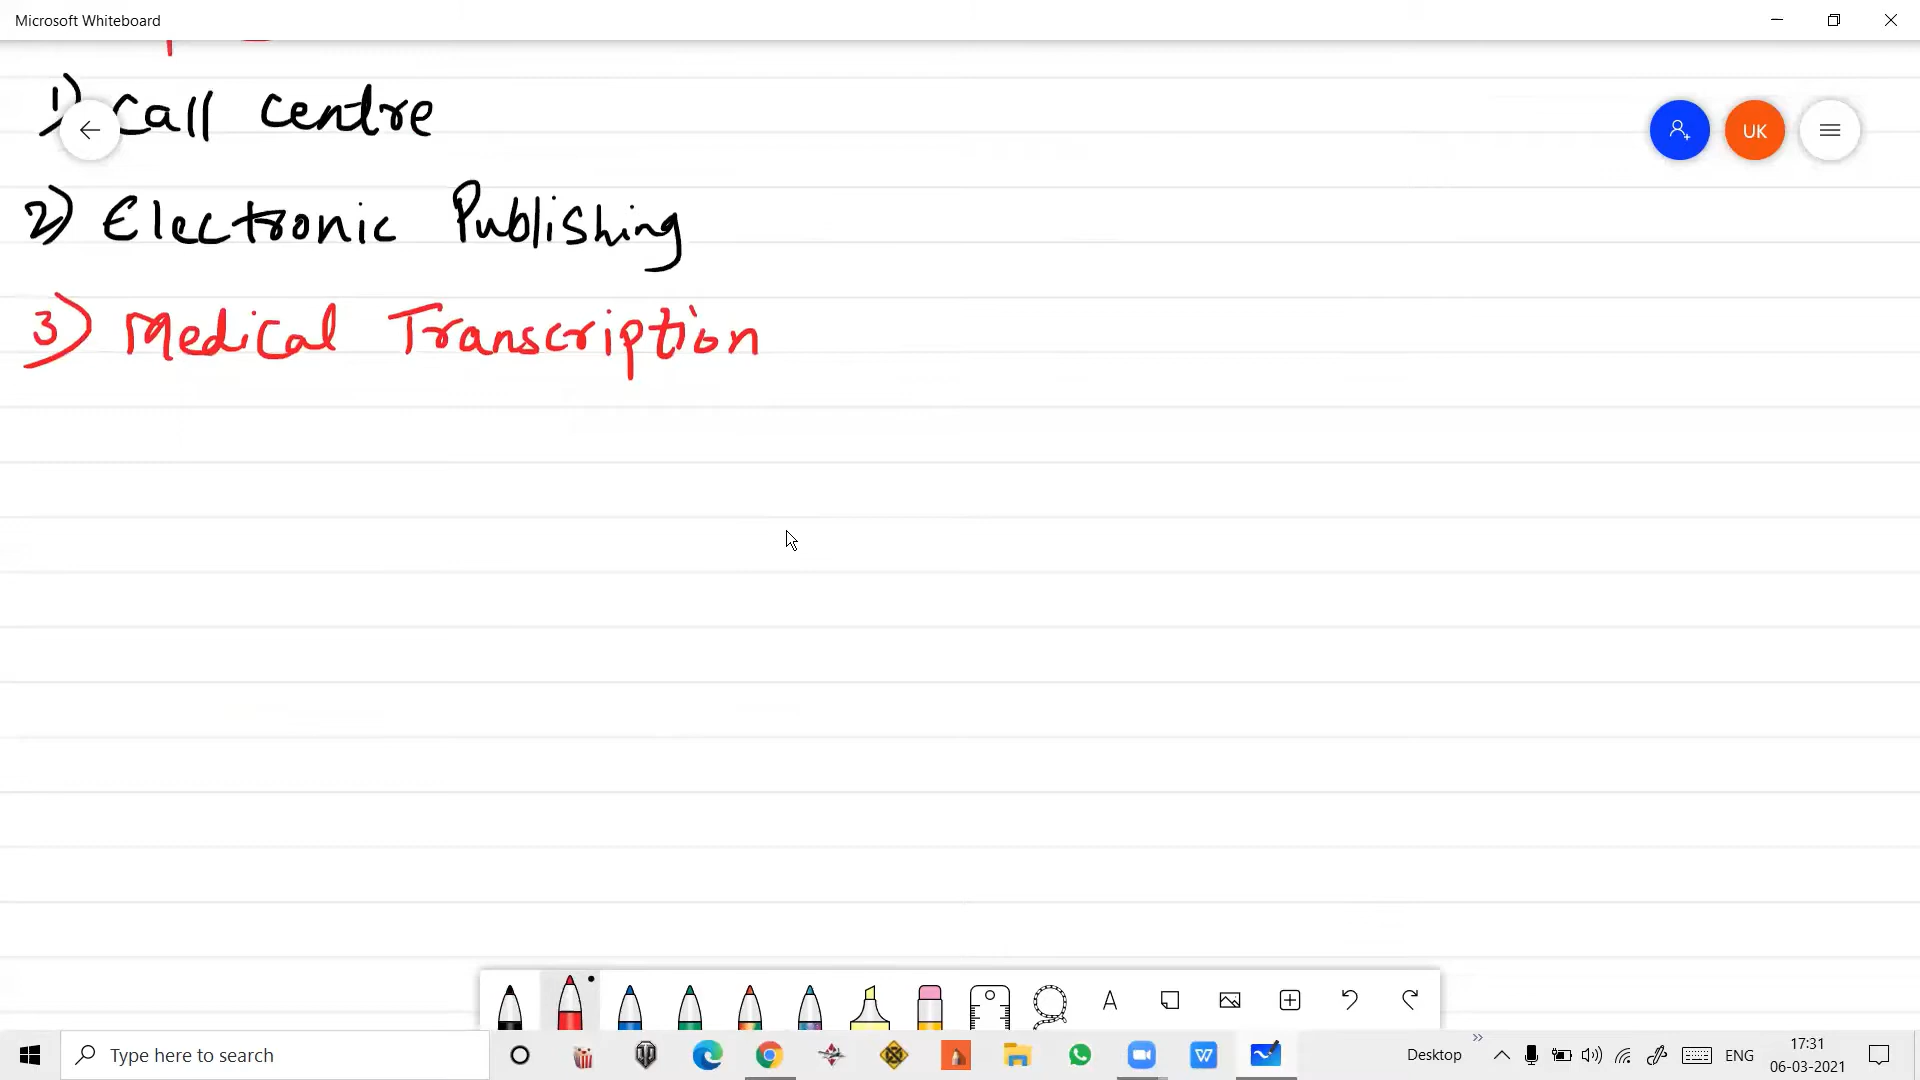 Microsoft Whiteboard
1) Call Centre
UK
2) Electronic Publishing
3) Medical Transcription
A
Type here to search
W
Desktop
ENG
17:31
06-03-2021